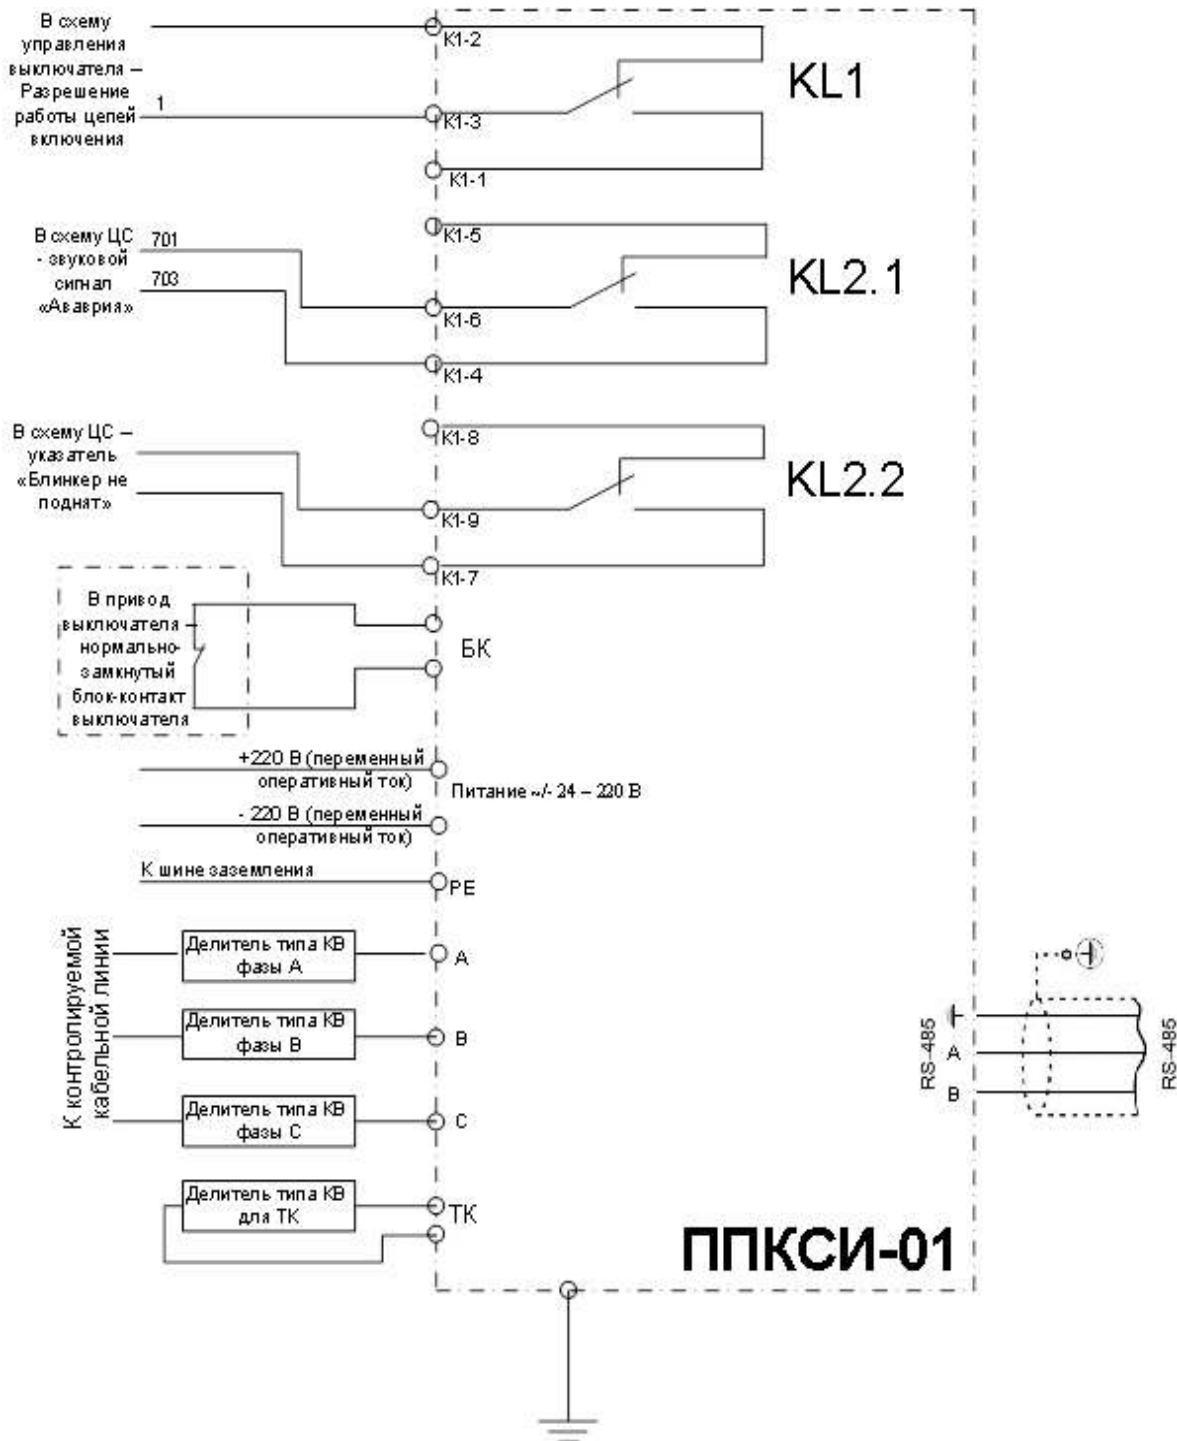 В схему
управления
выключателя –
Разрешение
работы цепей
включения
1
К1-2
К1-3
К1-1
KL1
В схему ЦС
- звуковой
сигнал
«Ававрия»
701
703
К1-5
К1-6
К1-4
KL2.1
В схему ЦС –
указатель
«Блинкер не
поднят»
К1-8
К1-9
К1-7
KL2.2
В привод
выключателя –
нормально-
замкнутый
блок-контакт
выключателя
БК
+220 В (переменный
оперативный ток)
Питание ~/- 24 – 220 В
- 220 В (переменный
оперативный ток)
К шине заземления
РЕ
К контролируемой
кабельной линии
Делитель типа КВ
фазы А
А
Делитель типа КВ
фазы В
В
Делитель типа КВ
фазы С
С
Делитель типа КВ
для ТК
ТК
RS-485
A
B
RS-485
ППКСИ-01